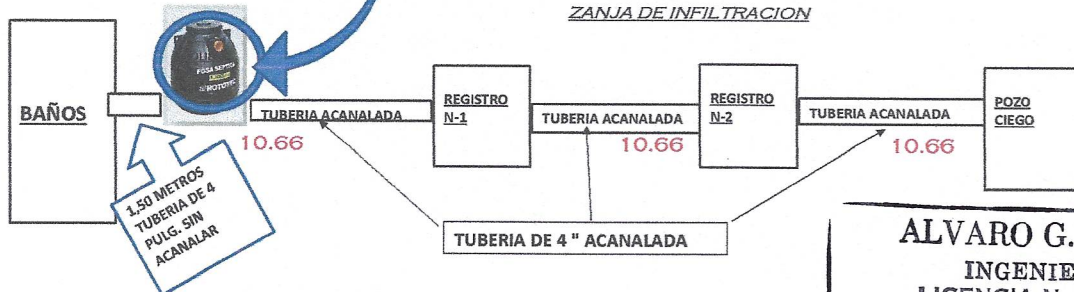 ZANJA DE INFILTRACION
BAÑOS
FOSA SEPTICA
ROTOTEC
TUBERIA ACANALADA
10.66
REGISTRO
N-1
TUBERIA ACANALADA
10.66
REGISTRO
N-2
TUBERIA ACANALADA
10.66
POZO
CIEGO
1,50 METROS
TUBERIA DE 4
PULG. SIN
ACANALAR
TUBERIA DE 4 " ACANALADA
ALVARO G.
INGENIE